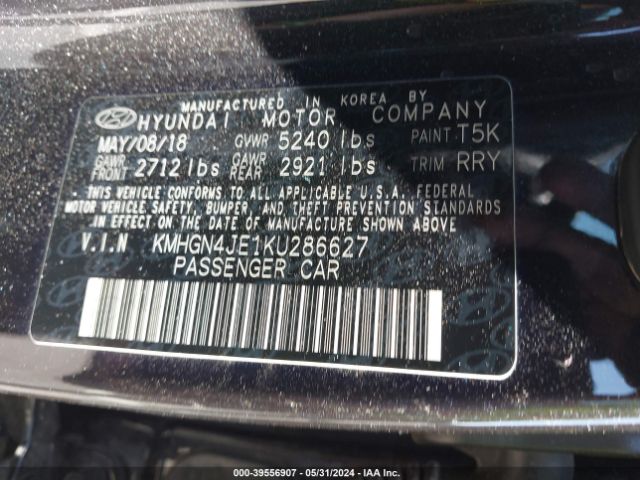 MANUFACTURED IN KOREA BY
HYUNDAI MOTOR COMPANY
MAY/08/18 GVWR 5240 lbs PAINT T5K
GAWR FRONT 2712 lbs GAWR REAR 2921 lbs TRIM RRY
THIS VEHICLE CONFORMS TO ALL APPLICABLE U.S.A. FEDERAL
MOTOR VEHICLE SAFETY, BUMPER, AND THEFT PREVENTION STANDARDS
IN EFFECT ON THE DATE OF MANUFACTURE SHOWN ABOVE
V.I.N KMHGN4JE1KU286627
PASSENGER CAR
000-39556907 / 05/31/2024 - IAA Inc.